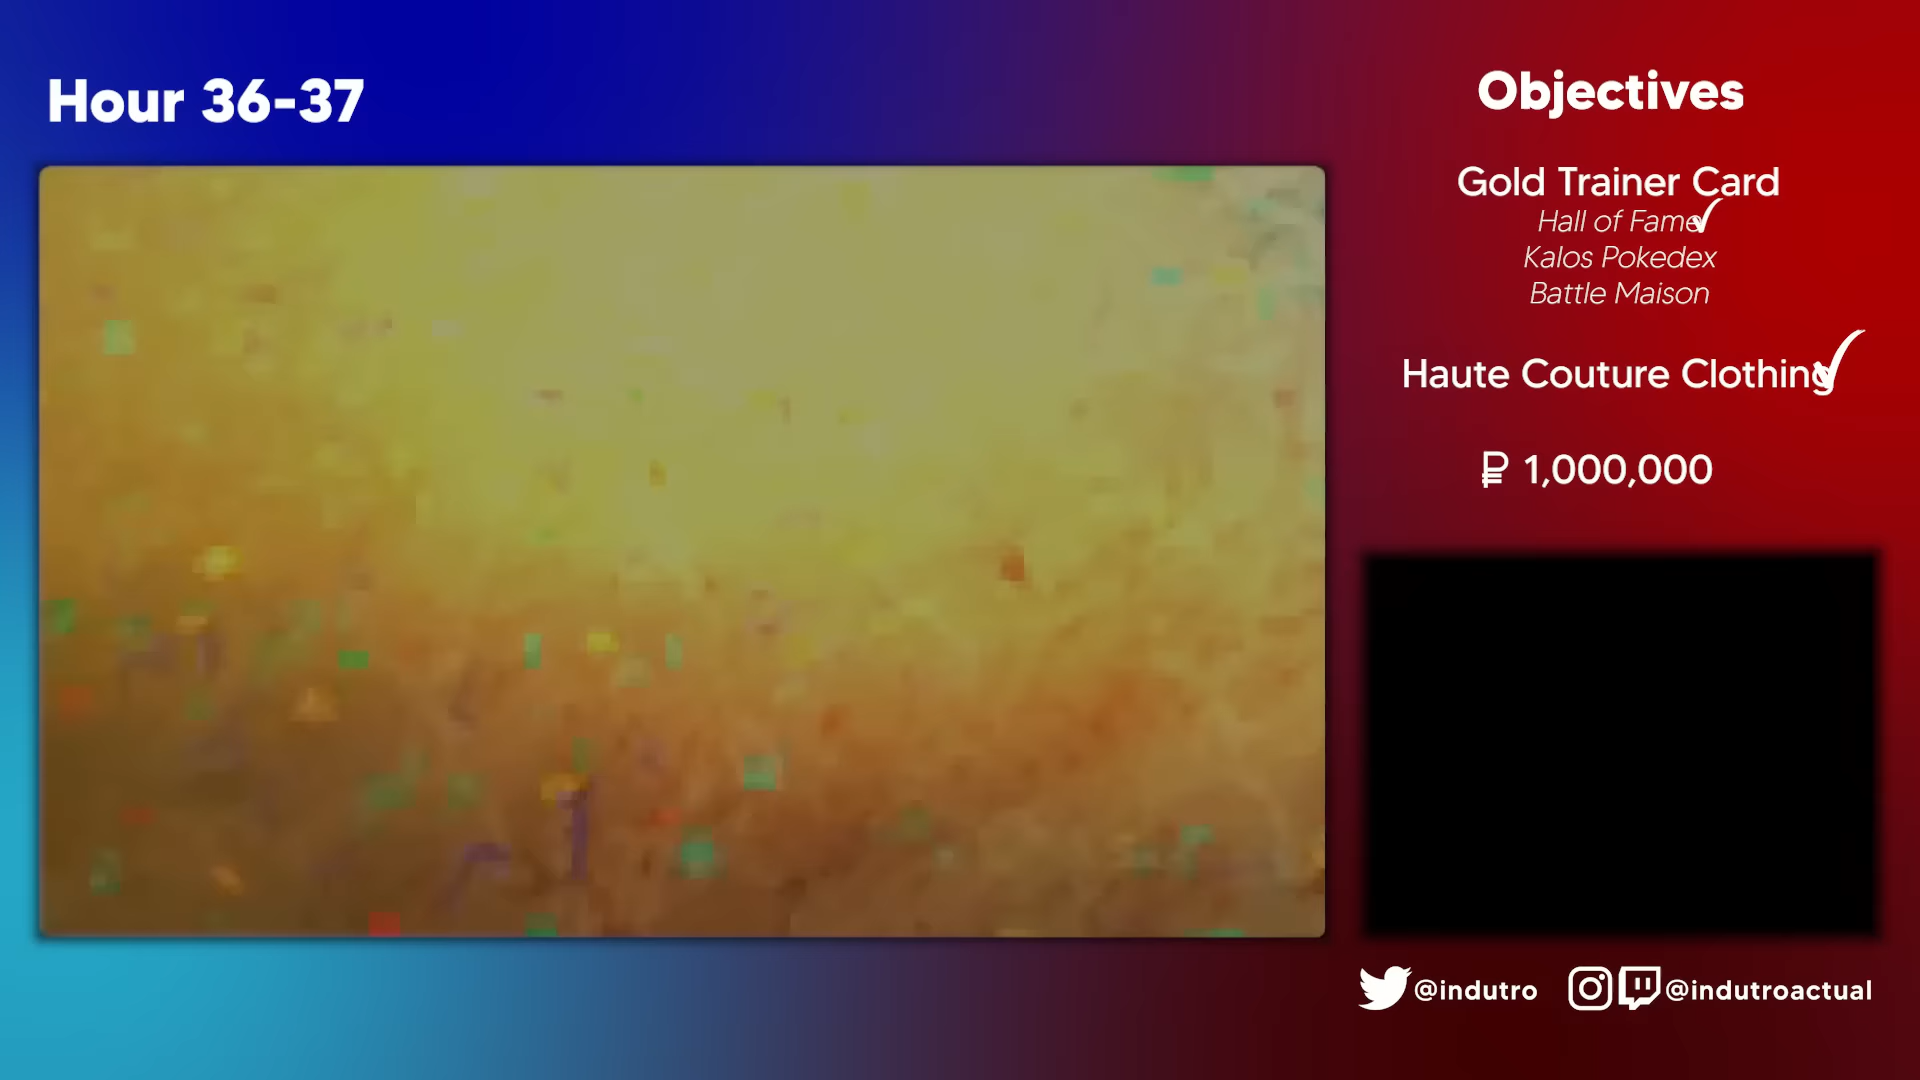 Hour 36-37
Objectives
Gold Trainer Card
Hall of Fame
Kalos Pokedex
Battle Maison
Haute Couture Clothing
1,000,000
@indutro
@indutroactual